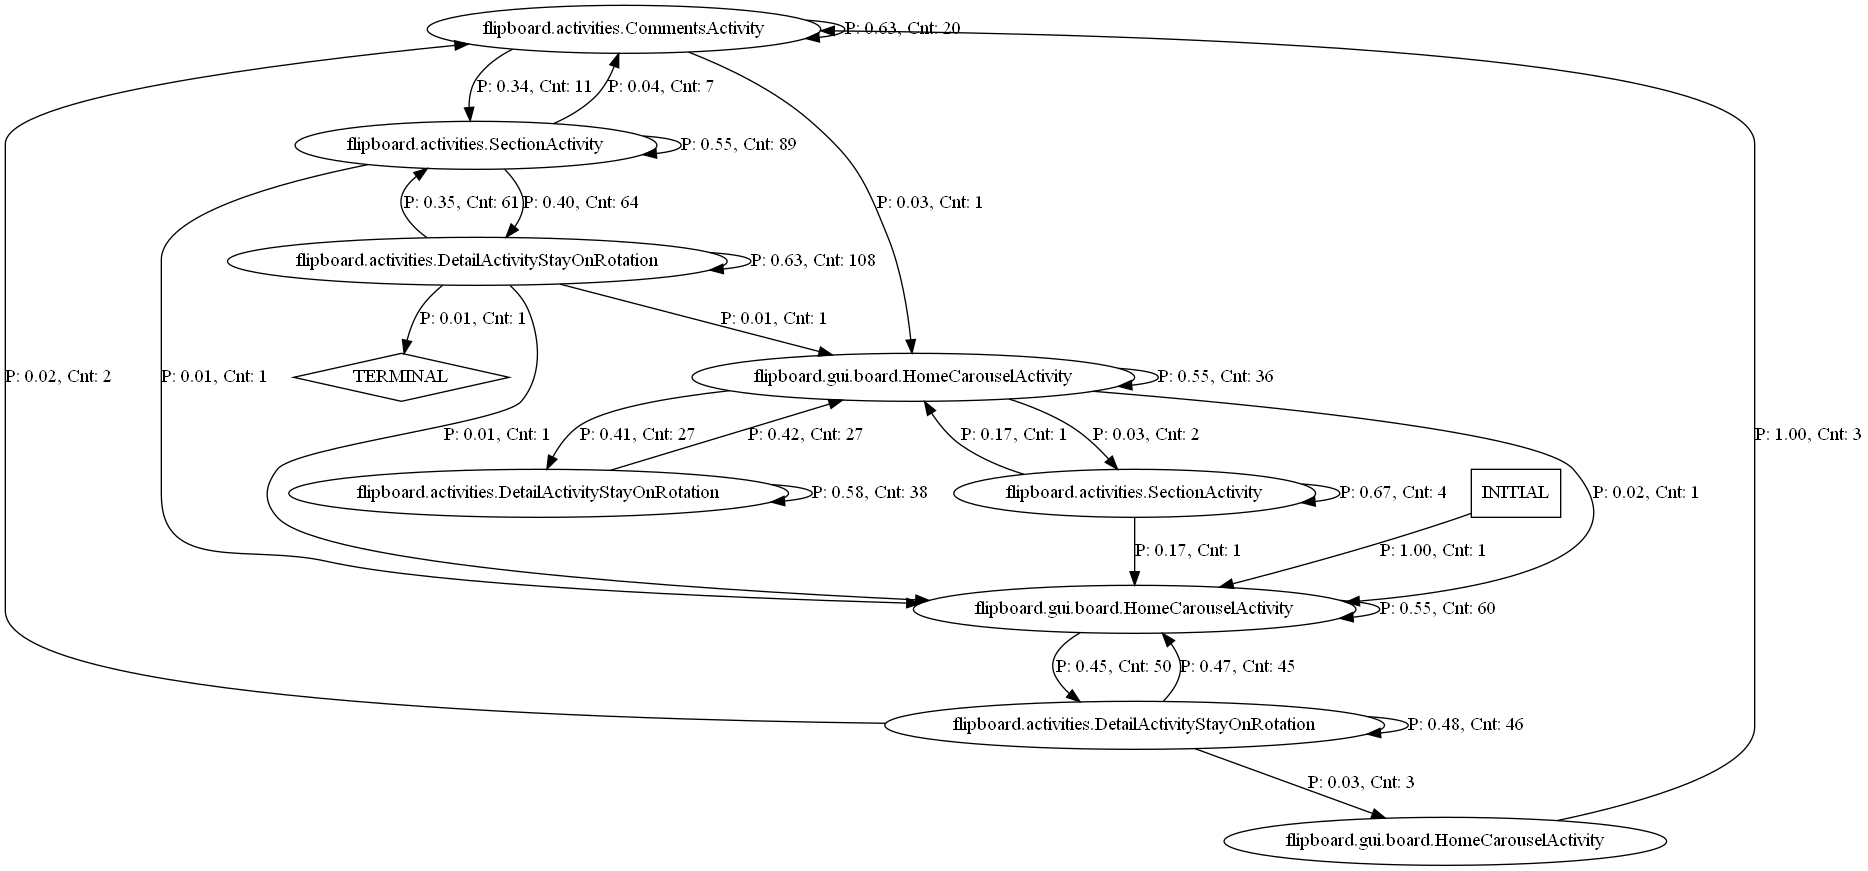 flipboard.activities.CommentsActivity
P: 0.63, Cnt: 20
P: 0.34, Cnt: 11
P: 0.04, Cnt: 7
flipboard.activities.SectionActivity
P: 0.55, Cnt: 89
P: 0.35, Cnt: 61
P: 0.40, Cnt: 64
P: 0.03, Cnt: 1
flipboard.activities.DetailActivityStayOnRotation
P: 0.63, Cnt: 108
P: 0.01, Cnt: 1
P: 0.01, Cnt: 1
P: 0.02, Cnt: 2
P: 0.01, Cnt: 1
TERMINAL
flipboard.gui.board.HomeCarouselActivity
P: 0.55, Cnt: 36
P: 0.01, Cnt: 1
P: 0.41, Cnt: 27
P: 0.42, Cnt: 27
P: 0.17, Cnt: 1
P: 0.03, Cnt: 2
P: 1.00, Cnt: 3
flipboard.activities.DetailActivityStayOnRotation
P: 0.58, Cnt: 38
flipboard.activities.SectionActivity
P: 0.67, Cnt: 4
INITIAL
P: 0.02, Cnt: 1
P: 0.17, Cnt: 1
P: 1.00, Cnt: 1
flipboard.gui.board.HomeCarouselActivity
P: 0.55, Cnt: 60
P: 0.45, Cnt: 50
P: 0.47, Cnt: 45
flipboard.activities.DetailActivityStayOnRotation
P: 0.48, Cnt: 46
P: 0.03, Cnt: 3
flipboard.gui.board.HomeCarouselActivity